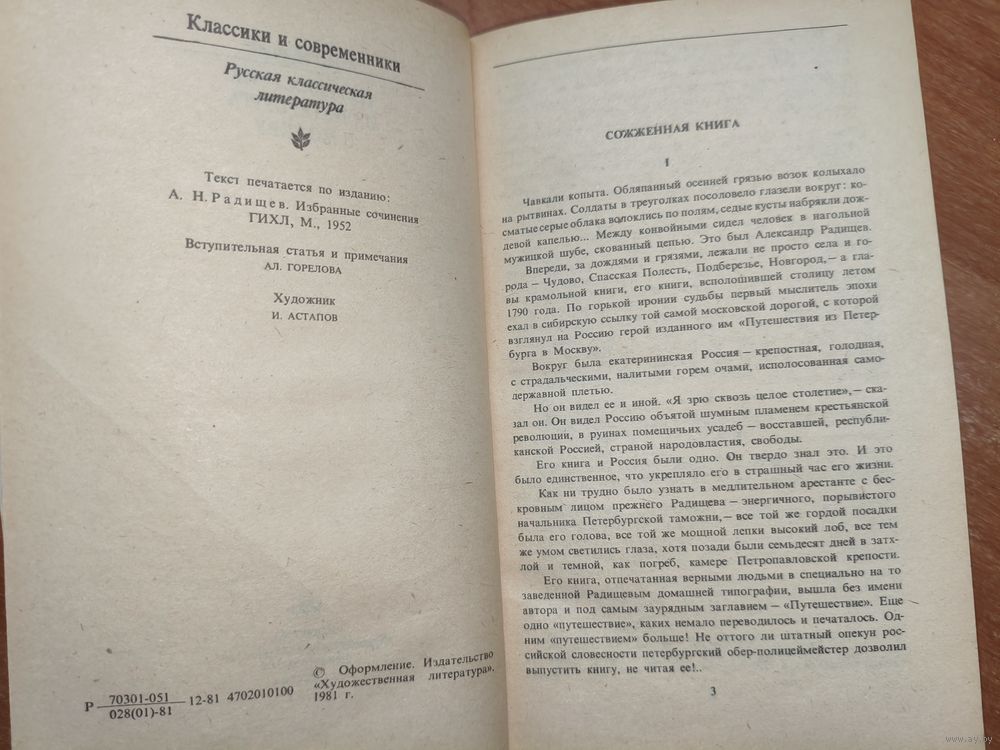 Классики и современники
Русская классическая
литература
Текст печатается по изданию:
А. Н. Радищев. Избранные сочинения
ГИХЛ, М., 1952
Вступительная статья и примечания
АЛ. ГОРЕЛОВА
Художник
И. АСТАПОВ
Р 70301-051 12-81 4702010100
028(01)-81
© Оформление. Издательство
«Художественная литература».
1981 г.
СОЖЖЕННАЯ КНИГА
1
Чавкали копыта. Обляпанный осенней грязью возок колыхало
на рытвинах. Солдаты в треуголках посоловело глазели вокруг: ко-
сматые серые облака волоклись по полям, седые кусты набрякли дож-
девой капелью... Между конвойными сидел человек в нагольной
мужицкой шубе, скованный цепью. Это был Александр Радищев.
Впереди, за дождями и грязями, лежали не просто села и го-
рода – Чудово, Спасская Полесть, Подберезье, Новгород,– а гла-
вы крамольной книги, его книги, всполошившей столицу летом
1790 года. По горькой иронии судьбы первый мыслитель эпохи
ехал в сибирскую ссылку той самой московской дорогой, с которой
взглянул на Россию герой изданного им «Путешествия из Петер-
бурга в Москву».
Вокруг была екатерининская Россия – крепостная, голодная,
с страдальческими, налитыми горем очами, исполосованная само-
державной плетью.
Но он видел ее и иной. «Я зрю сквозь целое столетие»,– ска-
зал он. Он видел Россию объятой шумным пламенем крестьянской
революции, в руинах помещичьих усадеб – восставшей, республи-
канской Россией, страной народовластия, свободы.
Его книга и Россия были одно. Он твердо знал это. И это
было единственное, что укрепляло его в страшный час его жизни.
Как ни трудно было узнать в медлительном арестанте с бес-
кровным лицом прежнего Радищева – энергичного, порывистого
начальника Петербургской таможни,– все той же гордой посадки
была его голова, все той же мощной лепки высокий лоб, все тем
же умом светились глаза, хотя позади были семьдесят дней в затх-
лой и темной, как погреб, камере Петропавловской крепости.
Его книга, отпечатанная верными людьми в специально на то
заведенной Радищевым домашней типографии, вышла без имени
автора и под самым заурядным заглавием – «Путешествие». Еще
одно «путешествие», каких немало переводилось и печаталось. Од-
ним «путешествием» больше! Не оттого ли штатный опекун рос-
сийской словесности петербургский обер-полицеймейстер дозволил
выпустить книгу, не читая ее!..
3
www.ay.by